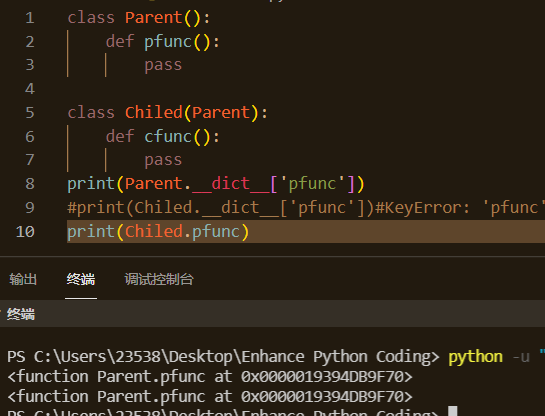 1 class Parent():
2     def pfunc():
3         pass
4
5 class Chiled(Parent):
6     def cfunc():
7         pass
8 print(Parent.__dict__['pfunc'])
9 #print(Chiled.__dict__['pfunc'])#KeyError: 'pfunc'
10 print(Chiled.pfunc)
输出 终端 调试控制台
终端
PS C:\Users\23538\Desktop\Enhance Python Coding> python -u "
<function Parent.pfunc at 0x0000019394DB9F70>
<function Parent.pfunc at 0x0000019394DB9F70>
PS C:\Users\23538\Desktop\Enhance Python Coding>